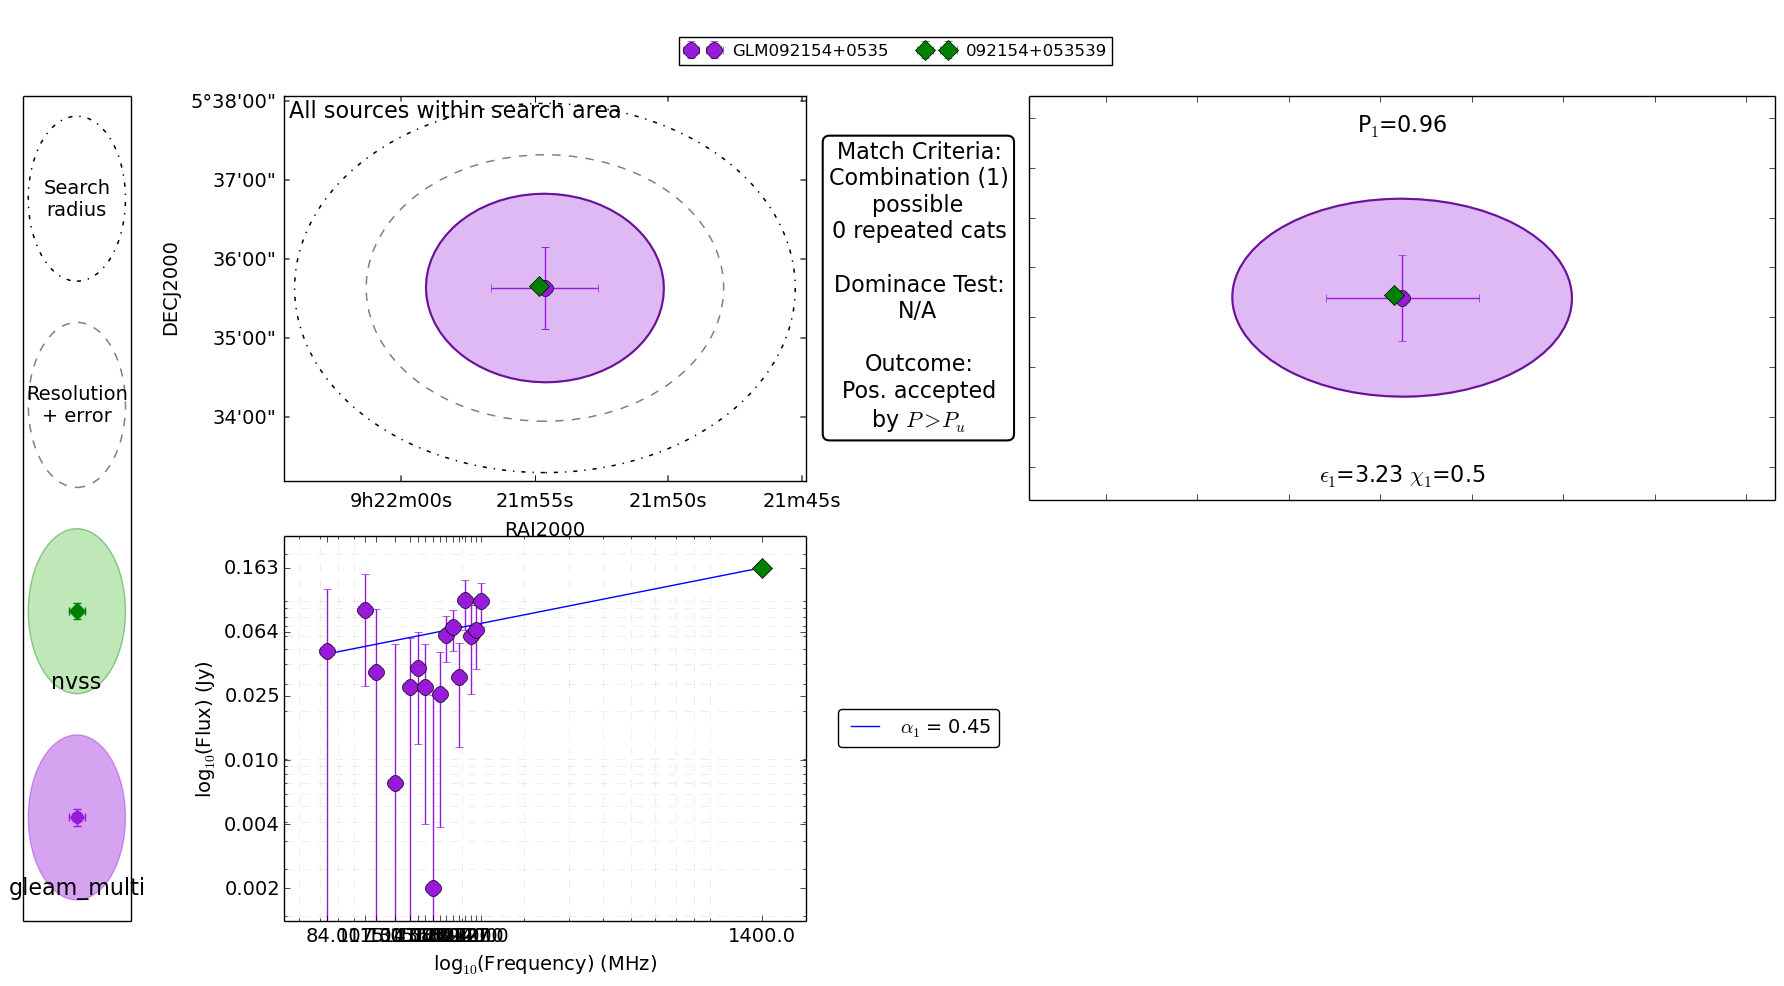 GLM092154+0535 092154+053539
Search
radius
Resolution
+ error
nvss
gleam_multi
All sources within search area
5°38'00"
37'00"
36'00"
35'00"
34'00"
DECJ2000
9h22m00s 21m55s 21m50s 21m45s
RAJ2000
Match Criteria:
Combination (1)
possible
0 repeated cats
Dominace Test:
N/A
Outcome:
Pos. accepted
by P>Pu
P1=0.96
ϵ1=3.23 χ1=0.5
0.163
0.064
0.025
0.010
0.004
0.002
log10(Flux) (Jy)
1400.0
log10(Frequency) (MHz)
α1 = 0.45